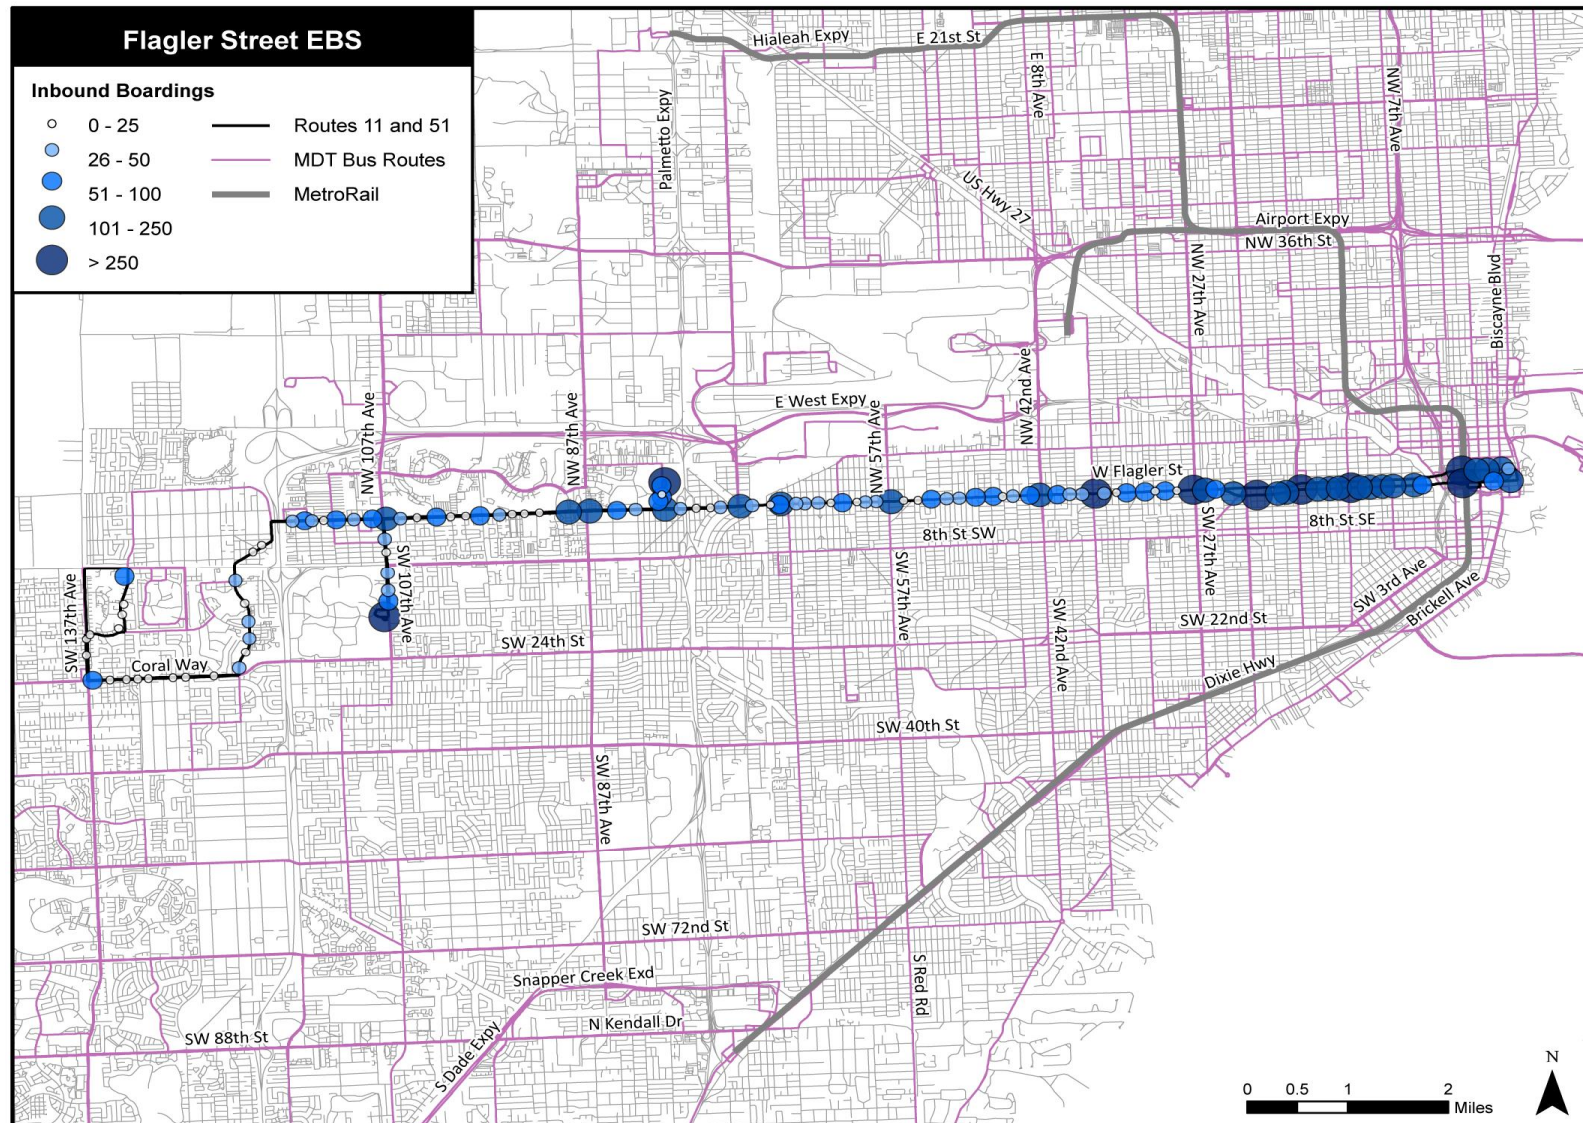 Flagler Street EBS
Inbound Boardings
0 - 25
Routes 11 and 51
26 - 50
MDT Bus Routes
51 - 100
MetroRail
101 - 250
> 250
Hialeah Expy
E 21st St
E 8th Ave
NW 7th Ave
Palmetto Expy
US Hwy 27
Airport Expy
NW 36th St
NW 27th Ave
Biscayne Blvd
NW 42nd Ave
E West Expy
NW 107th Ave
NW 87th Ave
NW 57th Ave
W Flagler St
8th St SW
8th St SE
SW 137th Ave
SW 107th Ave
SW 57th Ave
SW 27th Ave
SW 3rd Ave
Brickell Ave
SW 22nd St
SW 24th St
Coral Way
SW 42nd Ave
Dixie Hwy
SW 40th St
SW 87th Ave
SW 72nd St
S Red Rd
Snapper Creek Exd
N Kendall Dr
SW 88th St
S Dade Expy
N
0 0.5 1 2
Miles